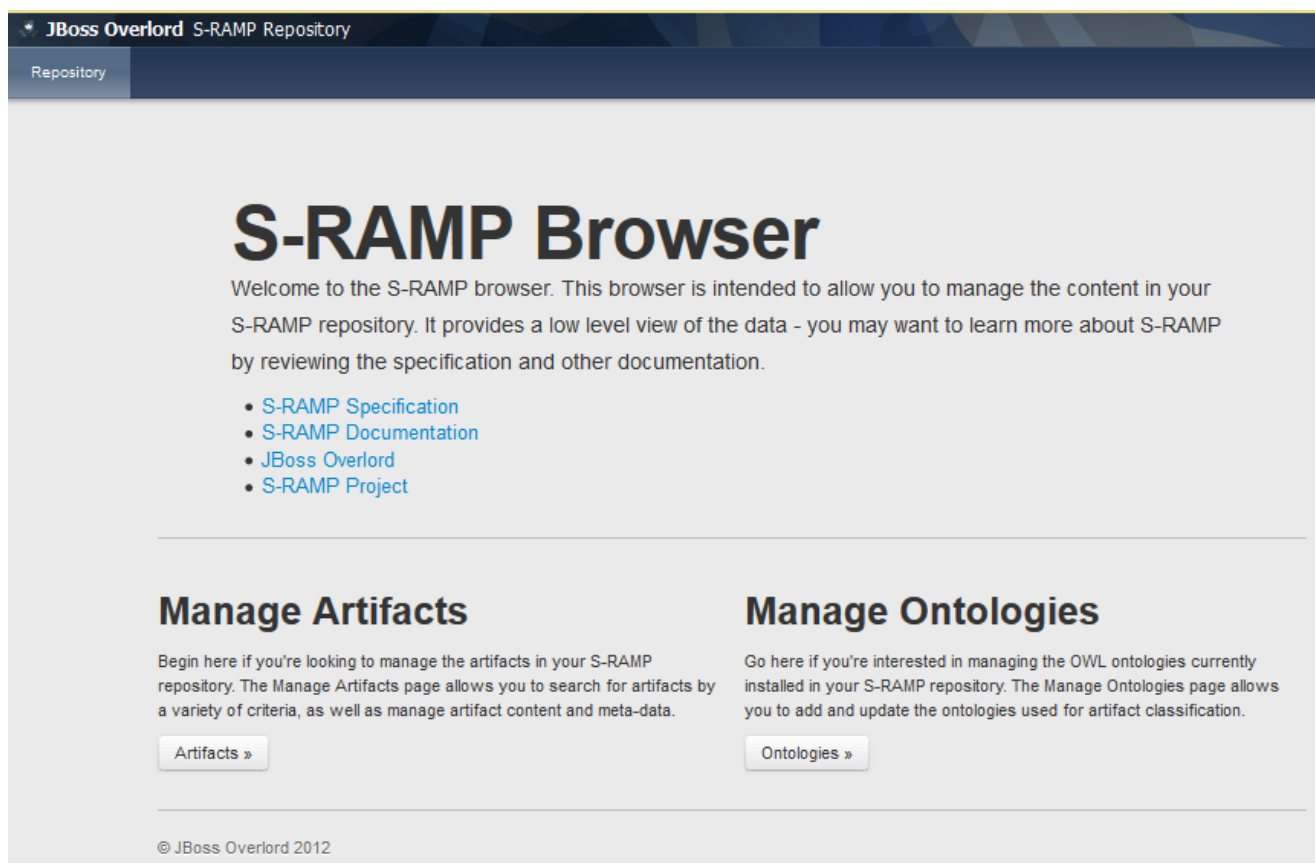 JBoss Overlord S-RAMP Repository
Repository
S-RAMP Browser
Welcome to the S-RAMP browser. This browser is intended to allow you to manage the content in your
S-RAMP repository. It provides a low level view of the data - you may want to learn more about S-RAMP
by reviewing the specification and other documentation.
• S-RAMP Specification
• S-RAMP Documentation
• JBoss Overlord
• S-RAMP Project
Manage Artifacts
Begin here if you're looking to manage the artifacts in your S-RAMP
repository. The Manage Artifacts page allows you to search for artifacts by
a variety of criteria, as well as manage artifact content and meta-data.
Artifacts »
Manage Ontologies
Go here if you're interested in managing the OWL ontologies currently
installed in your S-RAMP repository. The Manage Ontologies page allows
you to add and update the ontologies used for artifact classification.
Ontologies »
© JBoss Overlord 2012